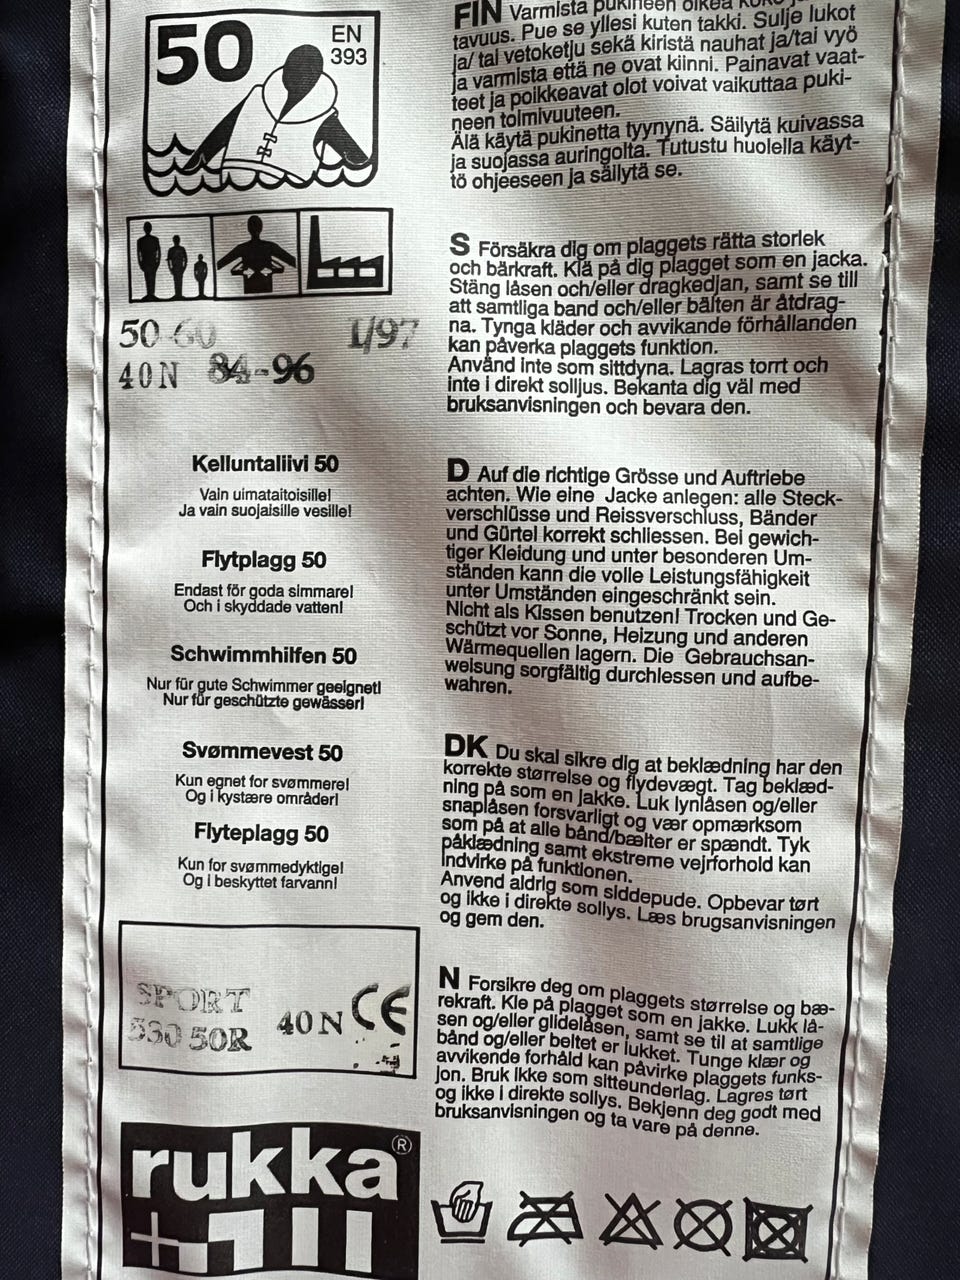 50
EN
393
50-60 1/97
40N 84-96
Kelluntaliivi 50
Vain uimataitoisille!
Ja vain suojaisille vesille!
Flytplagg 50
Endast för goda simmare!
Och i skyddade vatten!
Schwimmhilfen 50
Nur für gute Schwimmer geeignet!
Nur für geschützte gewässer!
Svømmevest 50
Kun egnet for svømmere!
Og i kystære områder!
Flyteplagg 50
Kun for svømmedyktige!
Og i beskyttet farvann!
SPORT
530 50R 40N CE
rukka®
FIN Varmista pukineen oikea koko ja
tavuus. Pue se yllesi kuten takki. Sulje lukot
ja/ tai vetoketju sekä kiristä nauhat ja/tai vyö
ja varmista että ne ovat kiinni. Painavat vaat-
teet ja poikkeavat olot voivat vaikuttaa puki-
neen toimivuuteen.
Älä käytä pukinetta tyynynä. Säilytä kuivassa
ja suojassa auringolta. Tutustu huolella käyt-
tö ohjeeseen ja säilytä se.
S Försäkra dig om plaggets rätta storlek
och bärkraft. Klä på dig plagget som en jacka.
Stäng låsen och/eller dragkedjan, samt se till
att samtliga band och/eller bälten är åtdrag-
na. Tynga kläder och avvikande förhållanden
kan påverka plaggets funktion.
Använd inte som sittdyna. Lagras torrt och
inte i direkt solljus. Bekanta dig väl med
bruksanvisningen och bevara den.
D Auf die richtige Grösse und Auftriebe
achten. Wie eine Jacke anlegen: alle Steck-
verschlüsse und Reissverschluss, Bänder
und Gürtel korrekt schliessen. Bei gewich-
tiger Kleidung und unter besonderen Um-
ständen kann die volle Leistungsfähigkeit
unter Umständen eingeschränkt sein.
Nicht als Kissen benutzen! Trocken und Ge-
schützt vor Sonne, Heizung und anderen
Wärmequellen lagern. Die Gebrauchsan-
weisung sorgfältig durchlessen und aufbe-
wahren.
DK Du skal sikre dig at beklædning har den
korrekte størrelse og flydevægt. Tag beklæd-
ning på som en jakke. Luk lynlåsen og/eller
snaplåsen forsvarligt og vær opmærksom
som på at alle bånd/bælter er spændt. Tyk
påklædning samt ekstreme vejrforhold kan
indvirke på funktionen.
Anvend aldrig som siddepude. Opbevar tørt
og ikke i direkte sollys. Læs brugsanvisningen
og gem den.
N Forsikre deg om plaggets størrelse og bæ-
rekraft. Kle på plagget som en jakke. Lukk lå-
sen og/eller glidelåsen, samt se til at samtlige
bånd og/eller beltet er lukket. Tunge klær og
avvikende forhåld kan påvirke plaggets funks-
jon. Bruk ikke som sitteunderlag. Lagres tørt
og ikke i direkte sollys. Bekjenn deg godt med
bruksanvisningen og ta vare på denne.